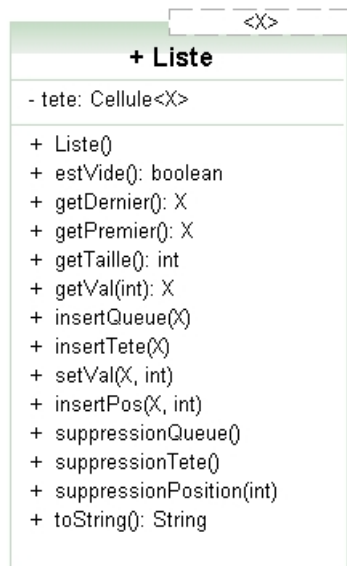 <X>
+ Liste
- tete: Cellule<X>
+ Liste()
+ estVide(): boolean
+ getDernier(): X
+ getPremier(): X
+ getTaille(): int
+ getVal(int): X
+ insertQueue(X)
+ insertTete(X)
+ setVal(X, int)
+ insertPos(X, int)
+ suppressionQueue()
+ suppressionTete()
+ suppressionPosition(int)
+ toString(): String